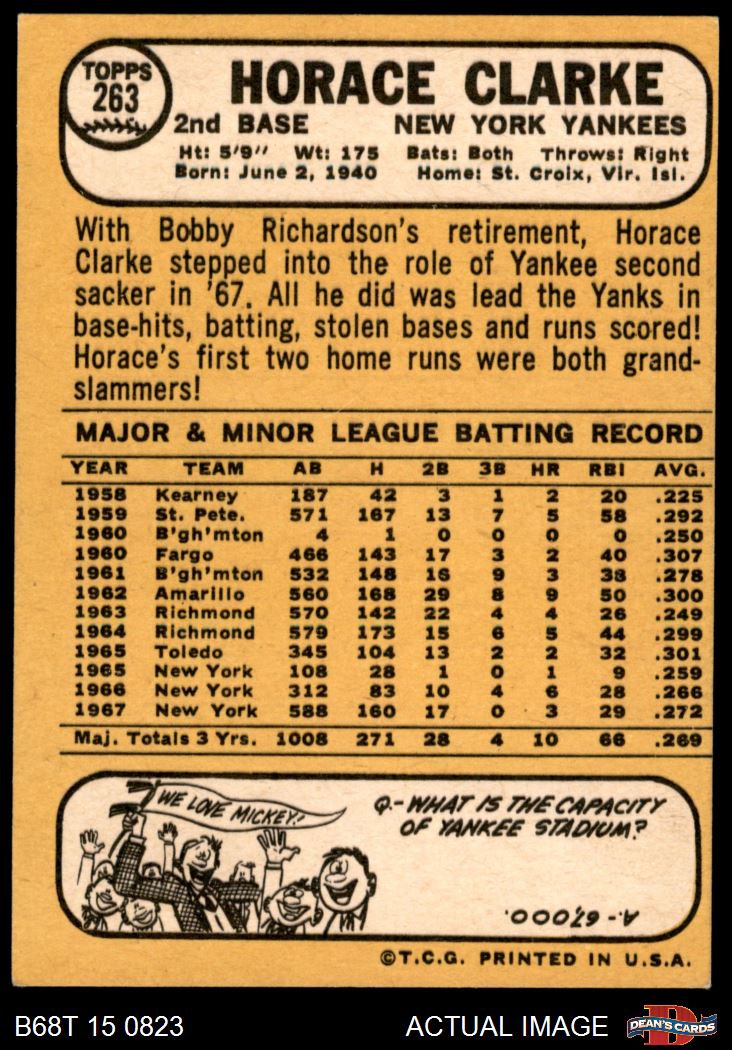 TOPPS
263
HORACE CLARKE
2nd BASE NEW YORK YANKEES
Ht: 5'9" Wt: 175 Bats: Both Throws: Right
Born: June 2, 1940 Home: St. Croix, Vir. Isl.
With Bobby Richardson's retirement, Horace
Clarke stepped into the role of Yankee second
sacker in '67. All he did was lead the Yanks in
base-hits, batting, stolen bases and runs scored!
Horace's first two home runs were both grand-
slammers!
MAJOR & MINOR LEAGUE BATTING RECORD
YEAR TEAM AB H 2B 3B HR RBI AVG.
1958 Kearney 187 42 3 1 2 20 .225
1959 St. Pete. 571 167 13 7 5 58 .292
1960 B'gh'mton 4 1 0 0 0 0 .250
1960 Fargo 466 143 17 3 2 40 .307
1961 B'gh'mton 532 148 16 9 3 38 .278
1962 Amarillo 560 168 29 8 9 50 .300
1963 Richmond 570 142 22 4 4 26 .249
1964 Richmond 579 173 15 6 5 44 .299
1965 Toledo 345 104 13 2 2 32 .301
1965 New York 108 28 1 0 1 9 .259
1966 New York 312 83 10 4 6 28 .266
1967 New York 588 160 17 0 3 29 .272
Maj. Totals 3 Yrs. 1008 271 28 4 10 66 .269
WE LOVE MICKEY!
Q.-WHAT IS THE CAPACITY
OF YANKEE STADIUM?
A.- 67,000.
©T.C.G. PRINTED IN U.S.A.
B68T 15 0823 ACTUAL IMAGE
D
DEAN'S CARDS